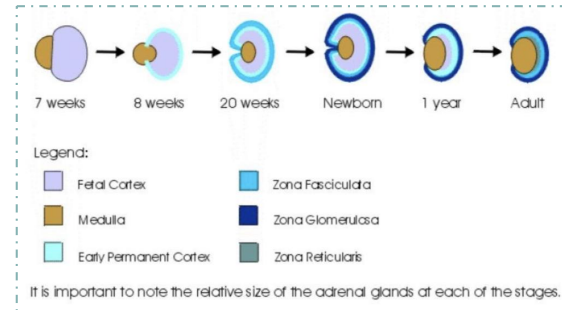 7 weeks 8 weeks 20 weeks Newborn 1 year Adult
Legend:
Fetal Cortex Zona Fasciculata
Medulla Zona Glomerulosa
Early Permanent Cortex Zona Reticularis
It is important to note the relative size of the adrenal glands at each of the stages.